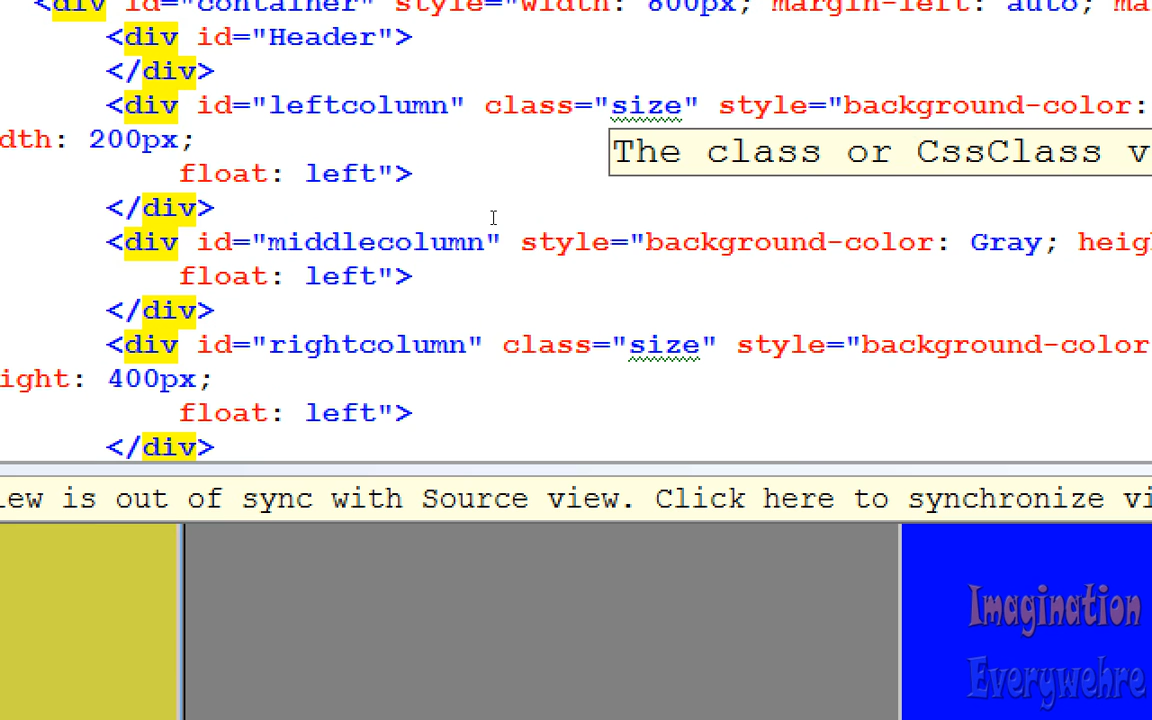 <div id="container" style="width: 800px; margin-left: auto; ma
<div id="Header">
</div>
<div id="leftcolumn" class="size" style="background-color:
dth: 200px;
The class or CssClass v
float: left">
</div>
<div id="middlecolumn" style="background-color: Gray; heig
float: left">
</div>
<div id="rightcolumn" class="size" style="background-color
ight: 400px;
float: left">
</div>
iew is out of sync with Source view. Click here to synchronize vi
Imagination
Everywehre